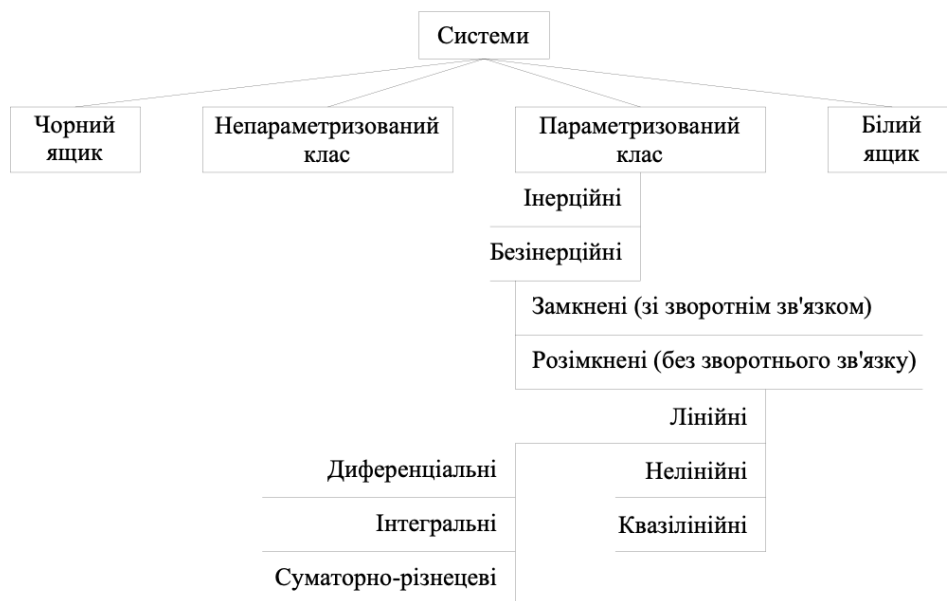 Системи
Чорний
ящик
Непараметризований
клас
Параметризований
клас
Білий
ящик
Інерційні
Безінерційні
Замкнені (зі зворотнім зв'язком)
Розімкнені (без зворотнього зв'язку)
Лінійні
Диференціальні
Нелінійні
Інтегральні
Квазілінійні
Суматорно-різнецеві